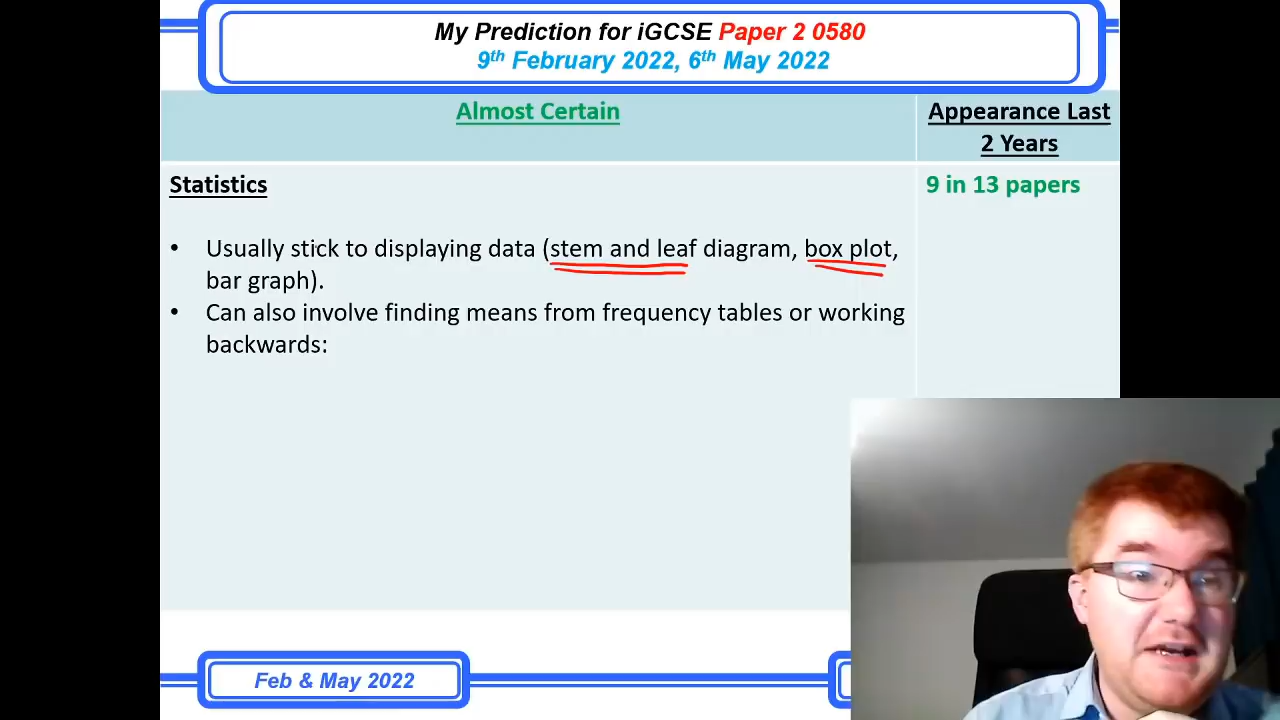 My Prediction for iGCSE Paper 2 0580
9th February 2022, 6th May 2022
Almost Certain
Appearance Last
2 Years
Statistics
9 in 13 papers
• Usually stick to displaying data (stem and leaf diagram, box plot,
bar graph).
• Can also involve finding means from frequency tables or working
backwards:
Feb & May 2022